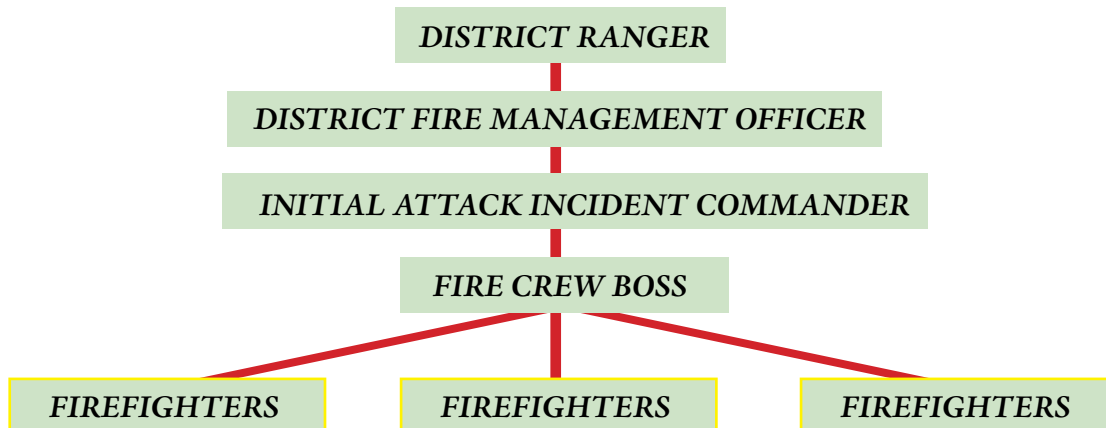 DISTRICT RANGER
DISTRICT FIRE MANAGEMENT OFFICER
INITIAL ATTACK INCIDENT COMMANDER
FIRE CREW BOSS
FIREFIGHTERS
FIREFIGHTERS
FIREFIGHTERS